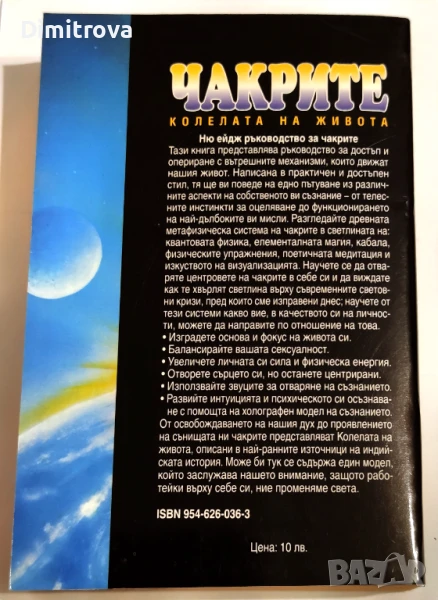 Dimitrova
ЧАКРИТЕ
КОЛЕЛАТА НА ЖИВОТА
Ню ейдж ръководство за чакрите
Тази книга представлява ръководство за достъп и
опериране с вътрешните механизми, които движат
нашия живот. Написана в практичен и достъпен
стил, тя ще ви поведе на едно пътуване из различ-
ните аспекти на собственото ви съзнание – от телес-
ните инстинкти за оцеляване до функционирането
на най-дълбоките ви мисли. Разгледайте древната
метафизическа система на чакрите в светлината на:
квантовата физика, елементалната магия, кабала,
физическите упражнения, поетичната медитация и
изкуството на визуализацията. Научете се да отва-
ряте центровете на чакрите в себе си и да виждате
как те хвърлят светлина върху съвременните светов-
ни кризи, пред които сме изправени днес; научете от
тези системи какво вие, в качеството си на личнос-
ти, можете да направите по отношение на това.
• Изградете основа и фокус на живота си.
• Балансирайте вашата сексуалност.
• Увеличете личната си сила и физическа енергия.
• Отворете сърцето си, но останете центрирани.
• Използвайте звуците за отваряне на съзнанието.
• Развийте интуицията и психическото си осъзнава-
не с помощта на холографен модел на съзнанието.
От освобождаването на нашия дух до проявлението
на сънищата ни чакрите представляват Колелата на
живота, описани в най-ранните източници на индий-
ската история. Може би тук се съдържа един модел,
който заслужава нашето внимание, защото рабо-
тейки върху себе си, ние променяме света.
ISBN 954-626-036-3
Цена: 10 лв.
BAZAR